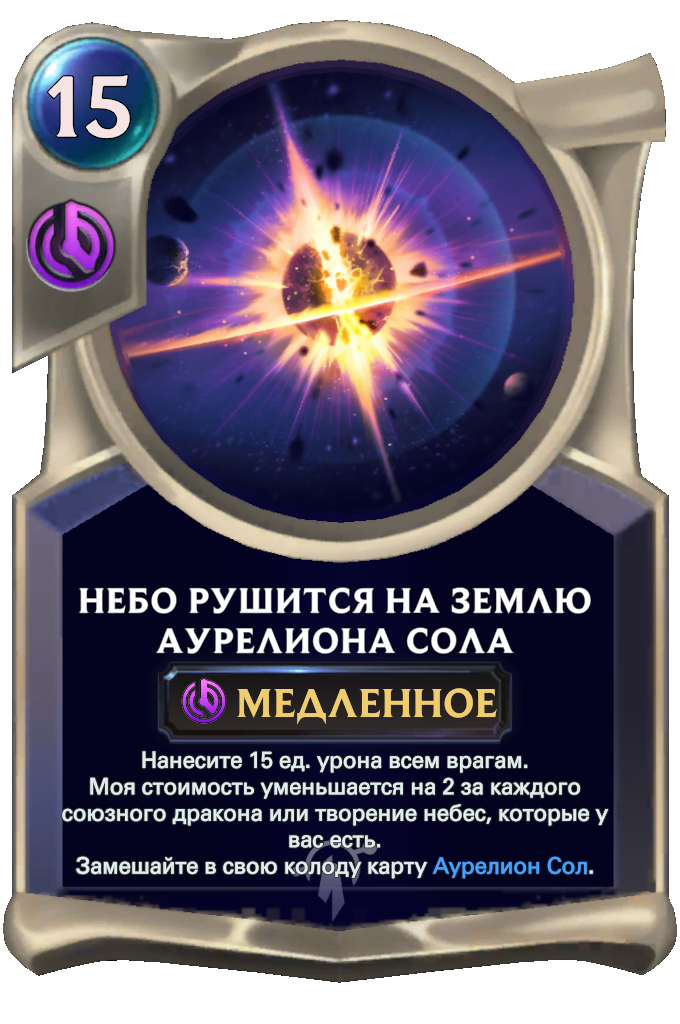 15
НЕБО РУШИТСЯ НА ЗЕМЛЮ
АУРЕЛИОНА СОЛА
МЕДЛЕННОЕ
Нанесите 15 ед. урона всем врагам.
Моя стоимость уменьшается на 2 за каждого
союзного дракона или творение небес, которые у
вас есть.
Замешайте в свою колоду карту Аурелион Сол.